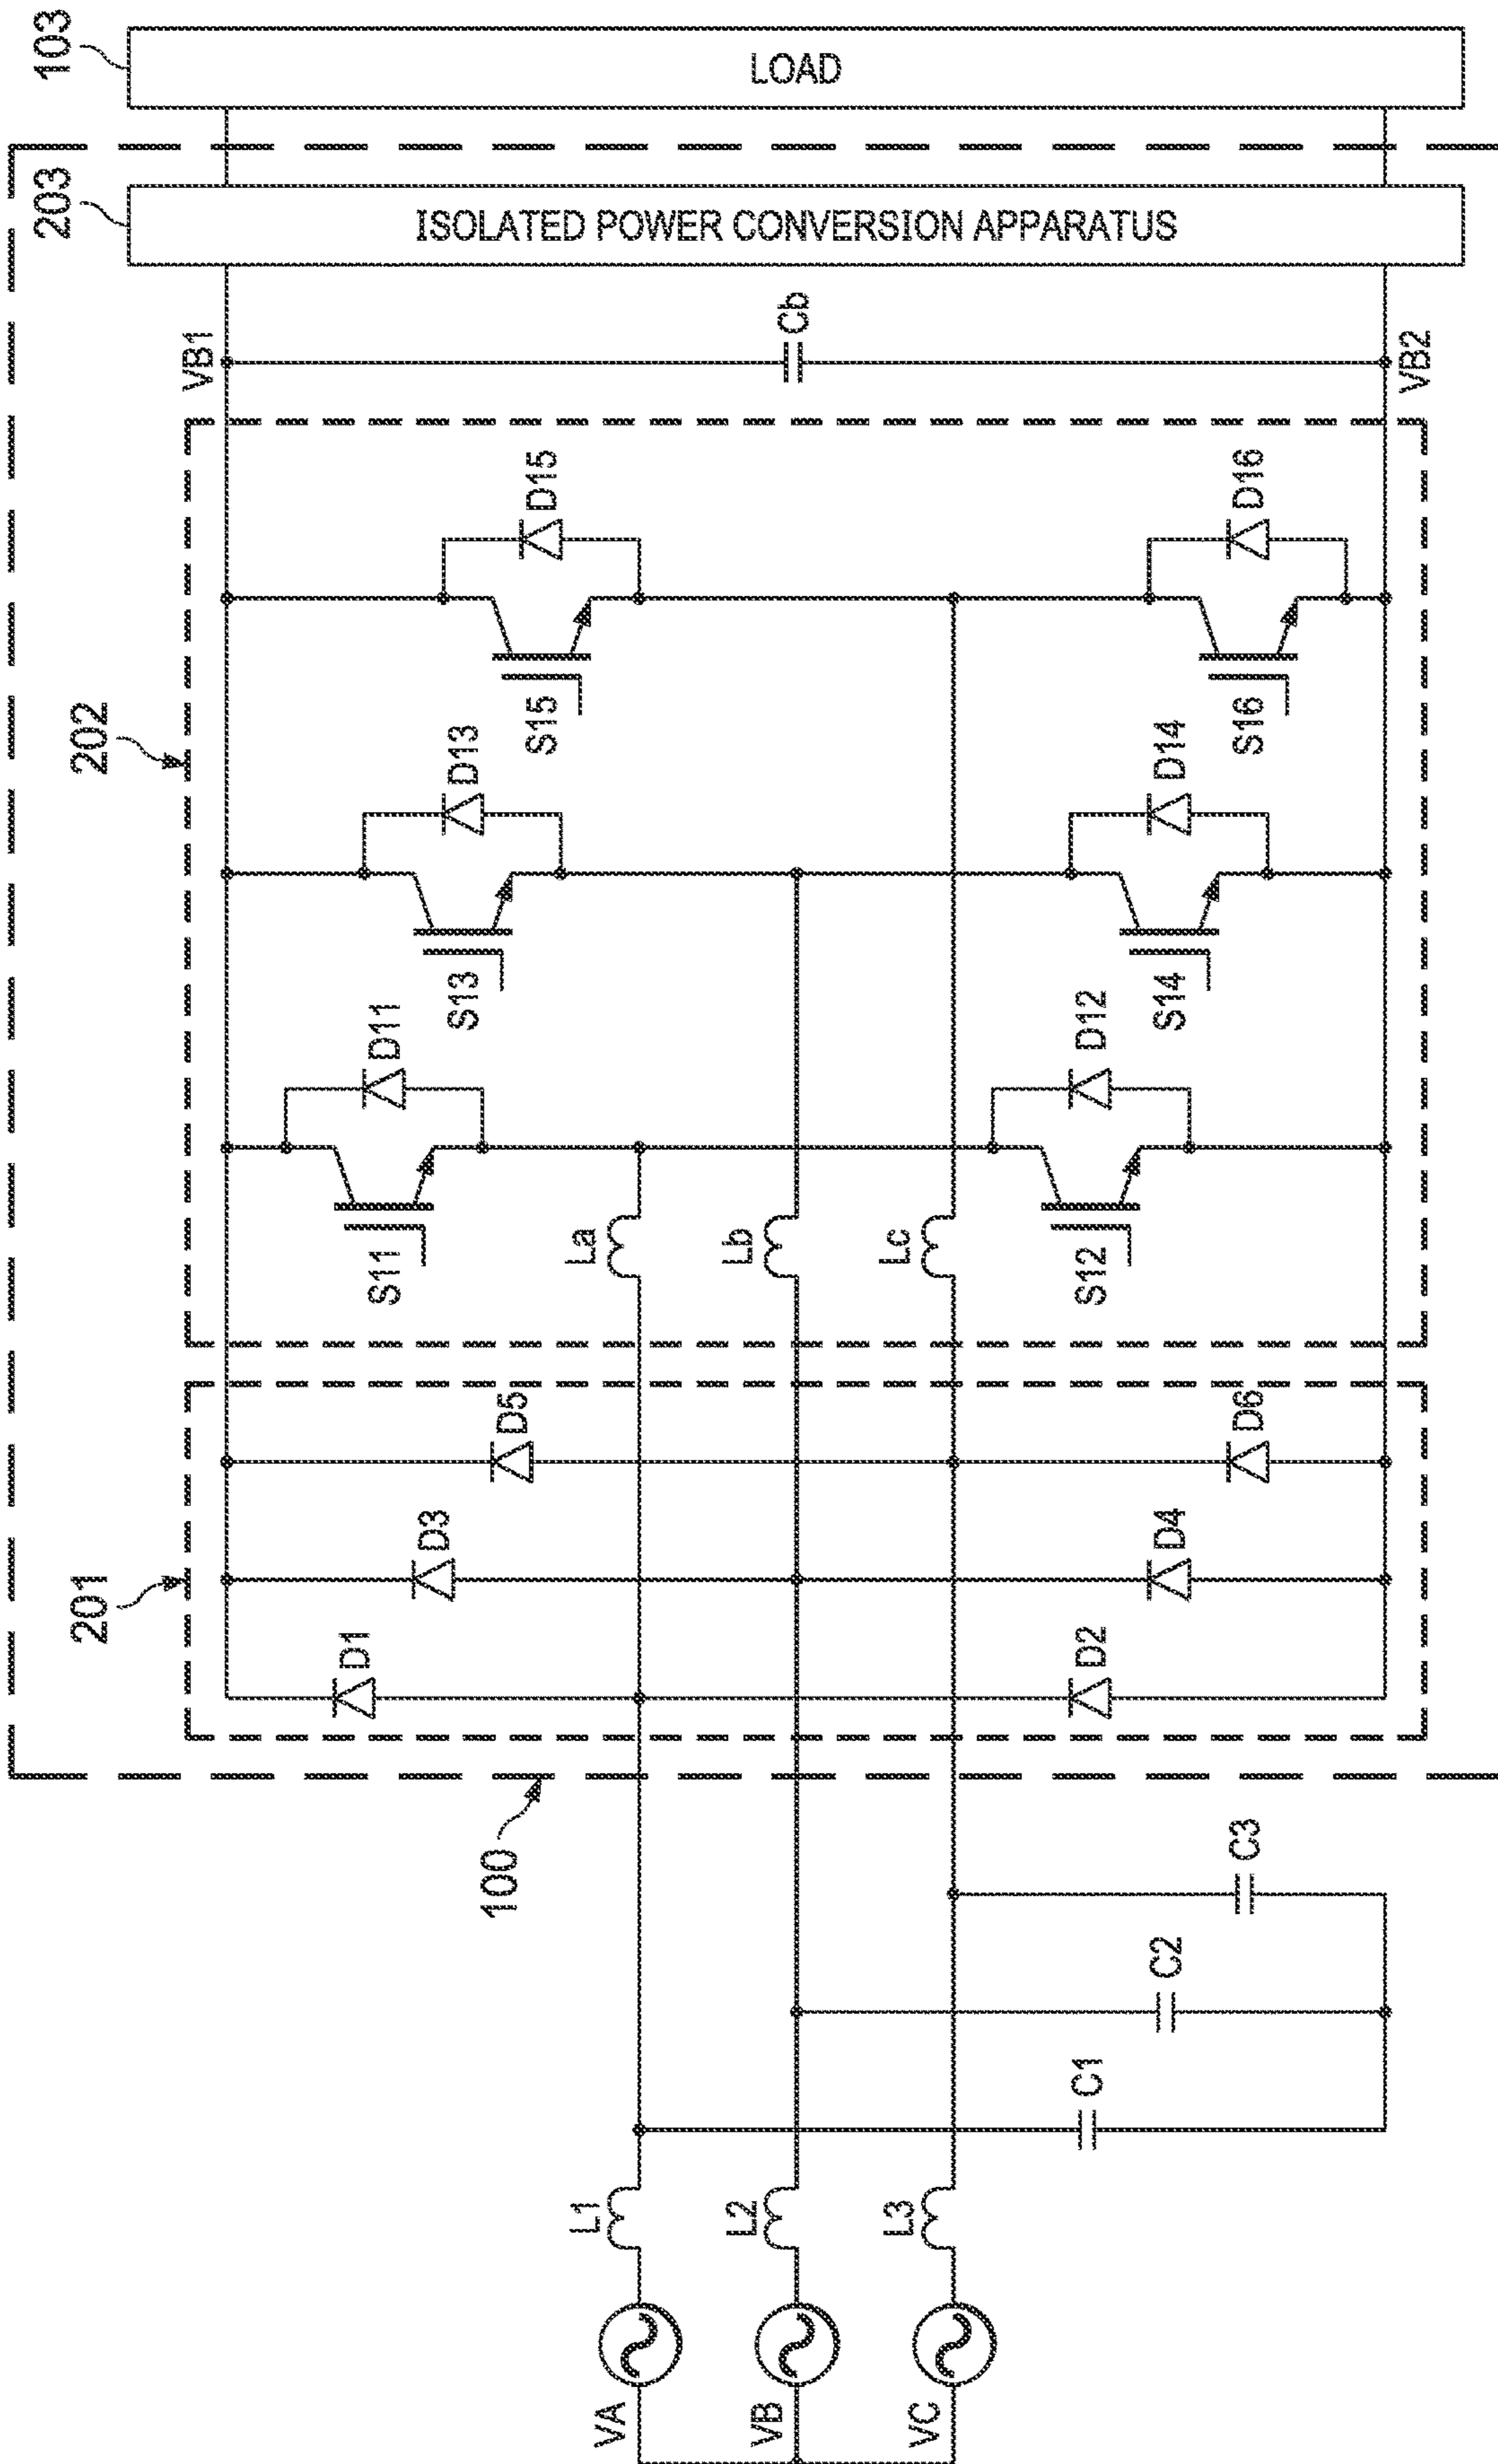 103
LOAD
203
ISOLATED POWER CONVERSION APPARATUS
VB1
Cb
VB2
202
D15
D16
S15
S16
D13
D14
S13
S14
D11
D12
S11
S12
La
Lb
Lc
201
D5
D6
D3
D4
D1
D2
100
C3
C2
C1
L1
L2
L3
VA
VB
VC